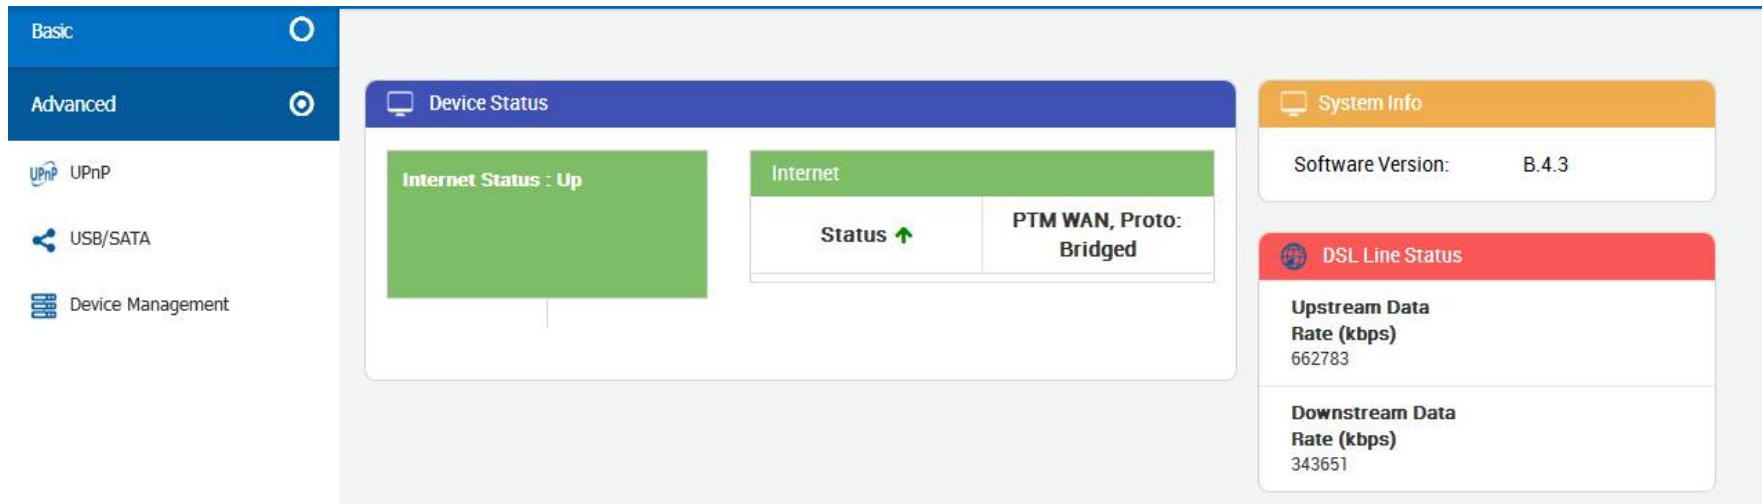 Basic
Advanced
UPnP UPnP
USB/SATA
Device Management
Device Status
Internet Status : Up
Internet
Status
PTM WAN, Proto:
Bridged
System Info
Software Version: B.4.3
DSL Line Status
Upstream Data
Rate (kbps)
662783
Downstream Data
Rate (kbps)
343651